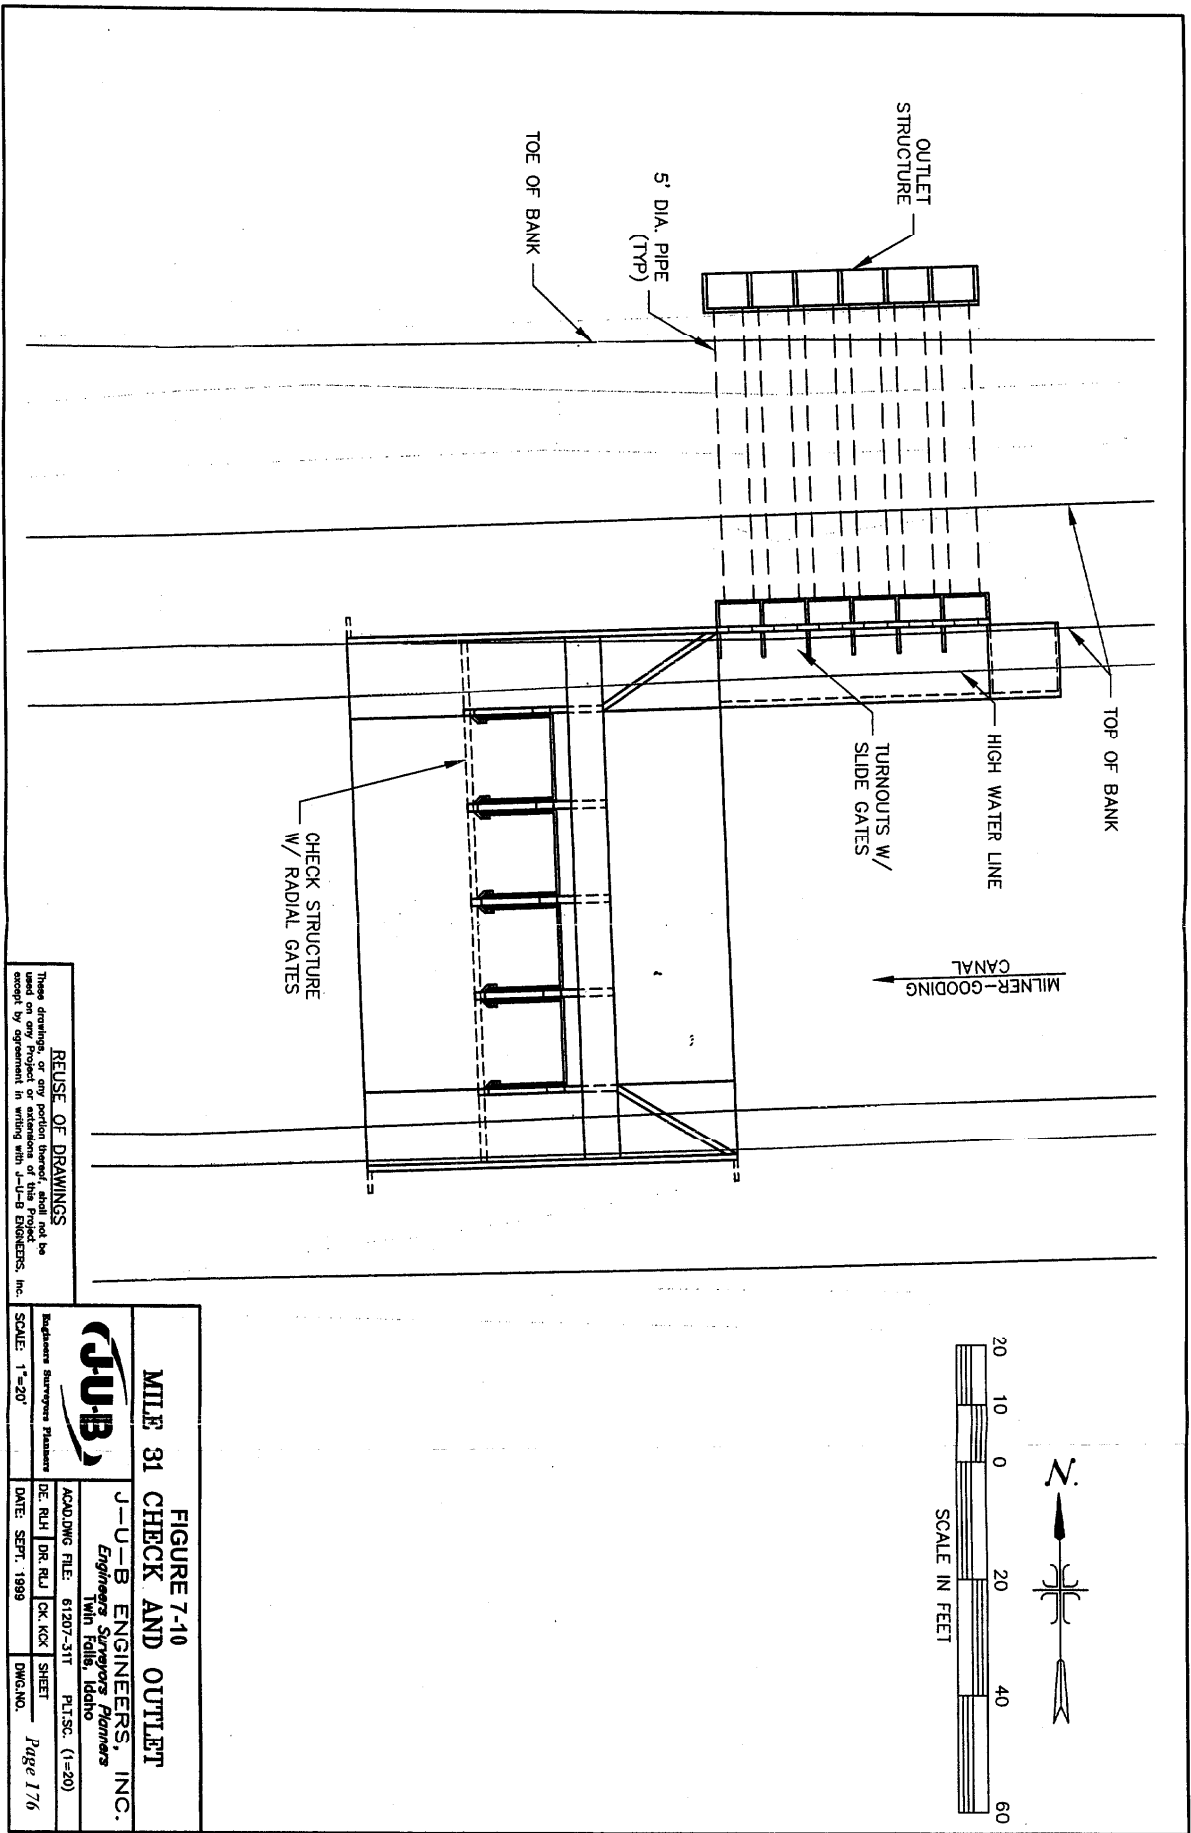 OUTLET
STRUCTURE
5' DIA. PIPE
(TYP)
TOE OF BANK
TOP OF BANK
HIGH WATER LINE
TURNOUTS W/
SLIDE GATES
CHECK STRUCTURE
W/ RADIAL GATES
MILNER-GOODING
CANAL
N.
20 10 0 20 40 60
SCALE IN FEET
REUSE OF DRAWINGS
These drawings, or any portion thereof, shall not be
used on any Project or extensions of this Project
except by agreement in writing with J-U-B ENGINEERS, Inc.
FIGURE 7-10
MILE 31 CHECK AND OUTLET
J-U-B
Engineers Surveyors Planners
J-U-B ENGINEERS, INC.
Engineers Surveyors Planners
Twin Falls, Idaho
ACAD.DWG FILE: 61207-31T PLT.SC. (1=20)
DE. RLH DR. RLJ CK. KCK SHEET
SCALE: 1"=20' DATE: SEPT. 1999 DWG.NO.
Page 176